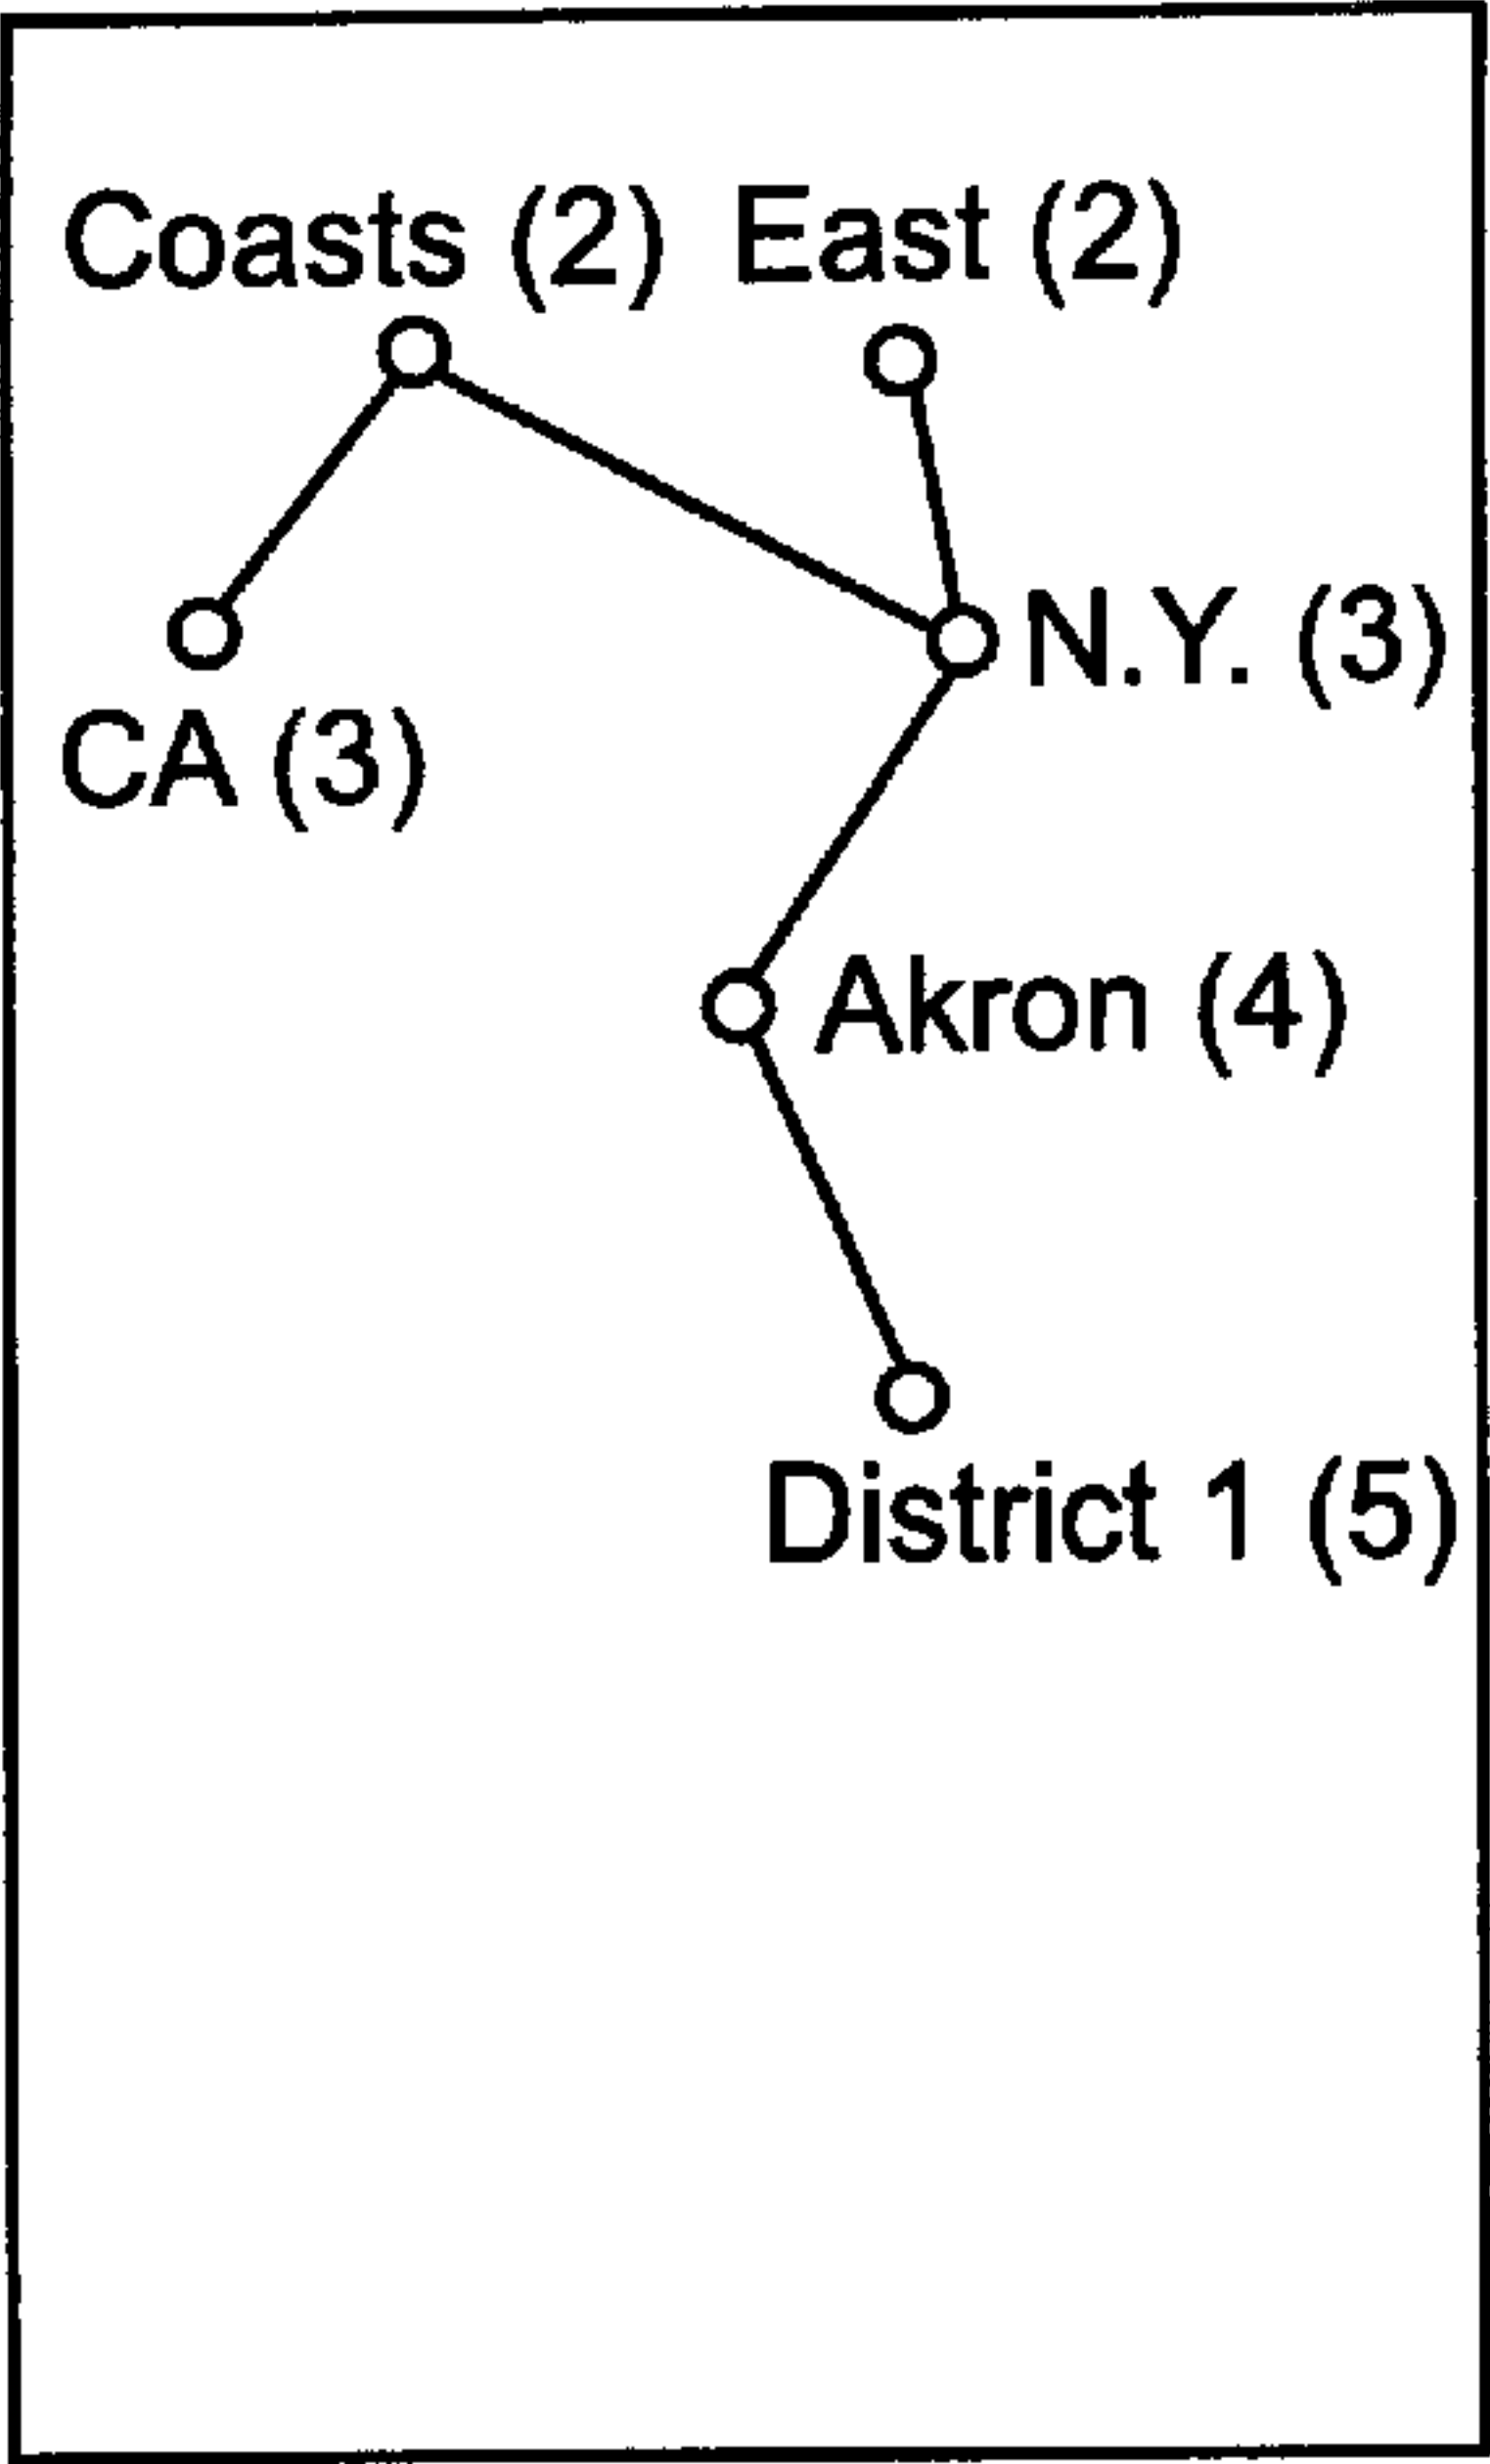 Coasts (2) East (2)
N.Y. (3)
CA (3)
Akron (4)
District 1 (5)